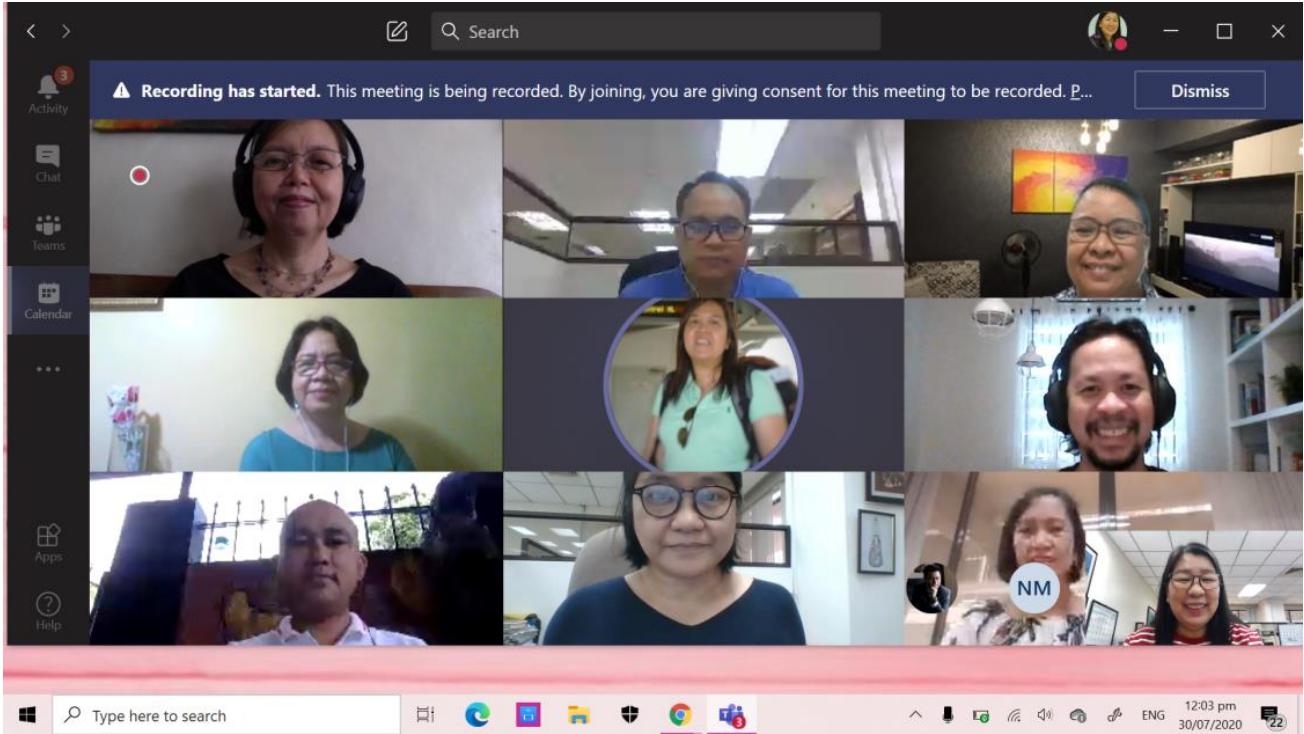 Search
3
Activity
Recording has started. This meeting is being recorded. By joining, you are giving consent for this meeting to be recorded. P...
Dismiss
Chat
Teams
Calendar
Apps
Help
NM
Type here to search
3
ENG
12:03 pm
30/07/2020
22